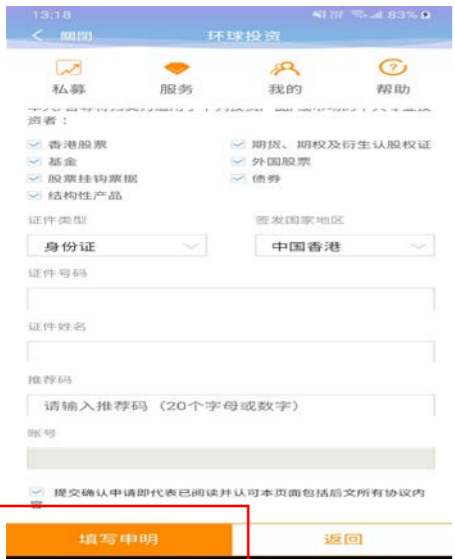 13:18 83%
< 關閉 环球投资
私募 服务 我的 帮助
资者：
香港股票 期货、期权及衍生认股权证
基金 外国股票
股票挂钩票据 债券
结构性产品
证件类型 签发国家地区
身份证 中国香港
证件号码
证件姓名
推荐码
请输入推荐码（20个字母或数字）
账号
提交确认申请即代表已阅读并认可本页面包括后文所有协议内
容
填写申明 返回